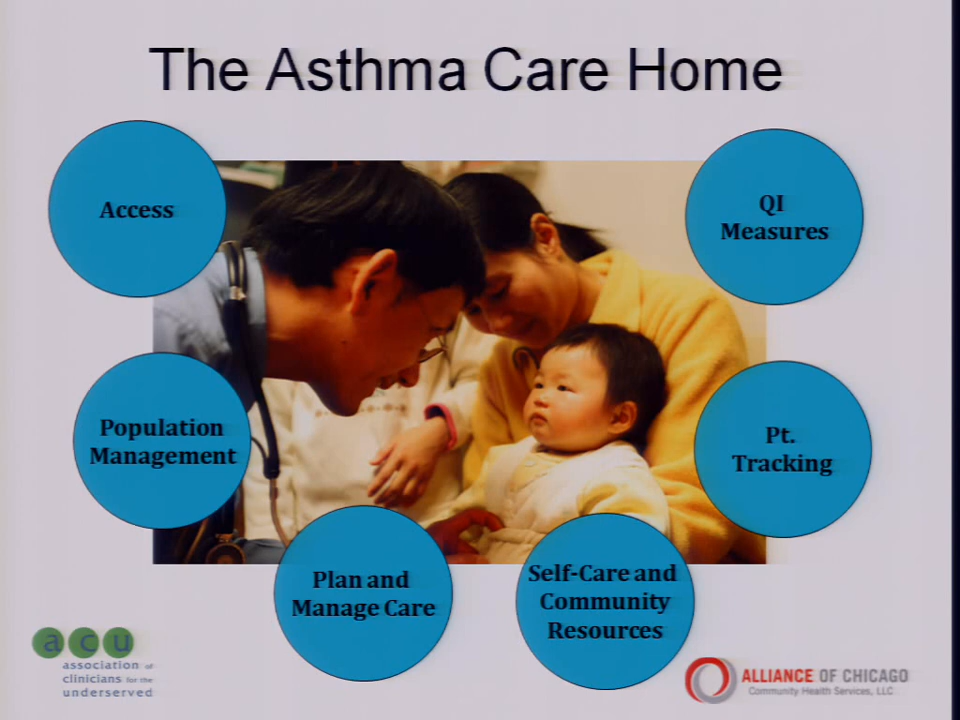 The Asthma Care Home
Access
QI
Measures
Population
Management
Pt.
Tracking
Plan and
Manage Care
Self-Care and
Community
Resources
acu
association of
clinicians for the
underserved
ALLIANCE OF CHICAGO
Community Health Services, LLC